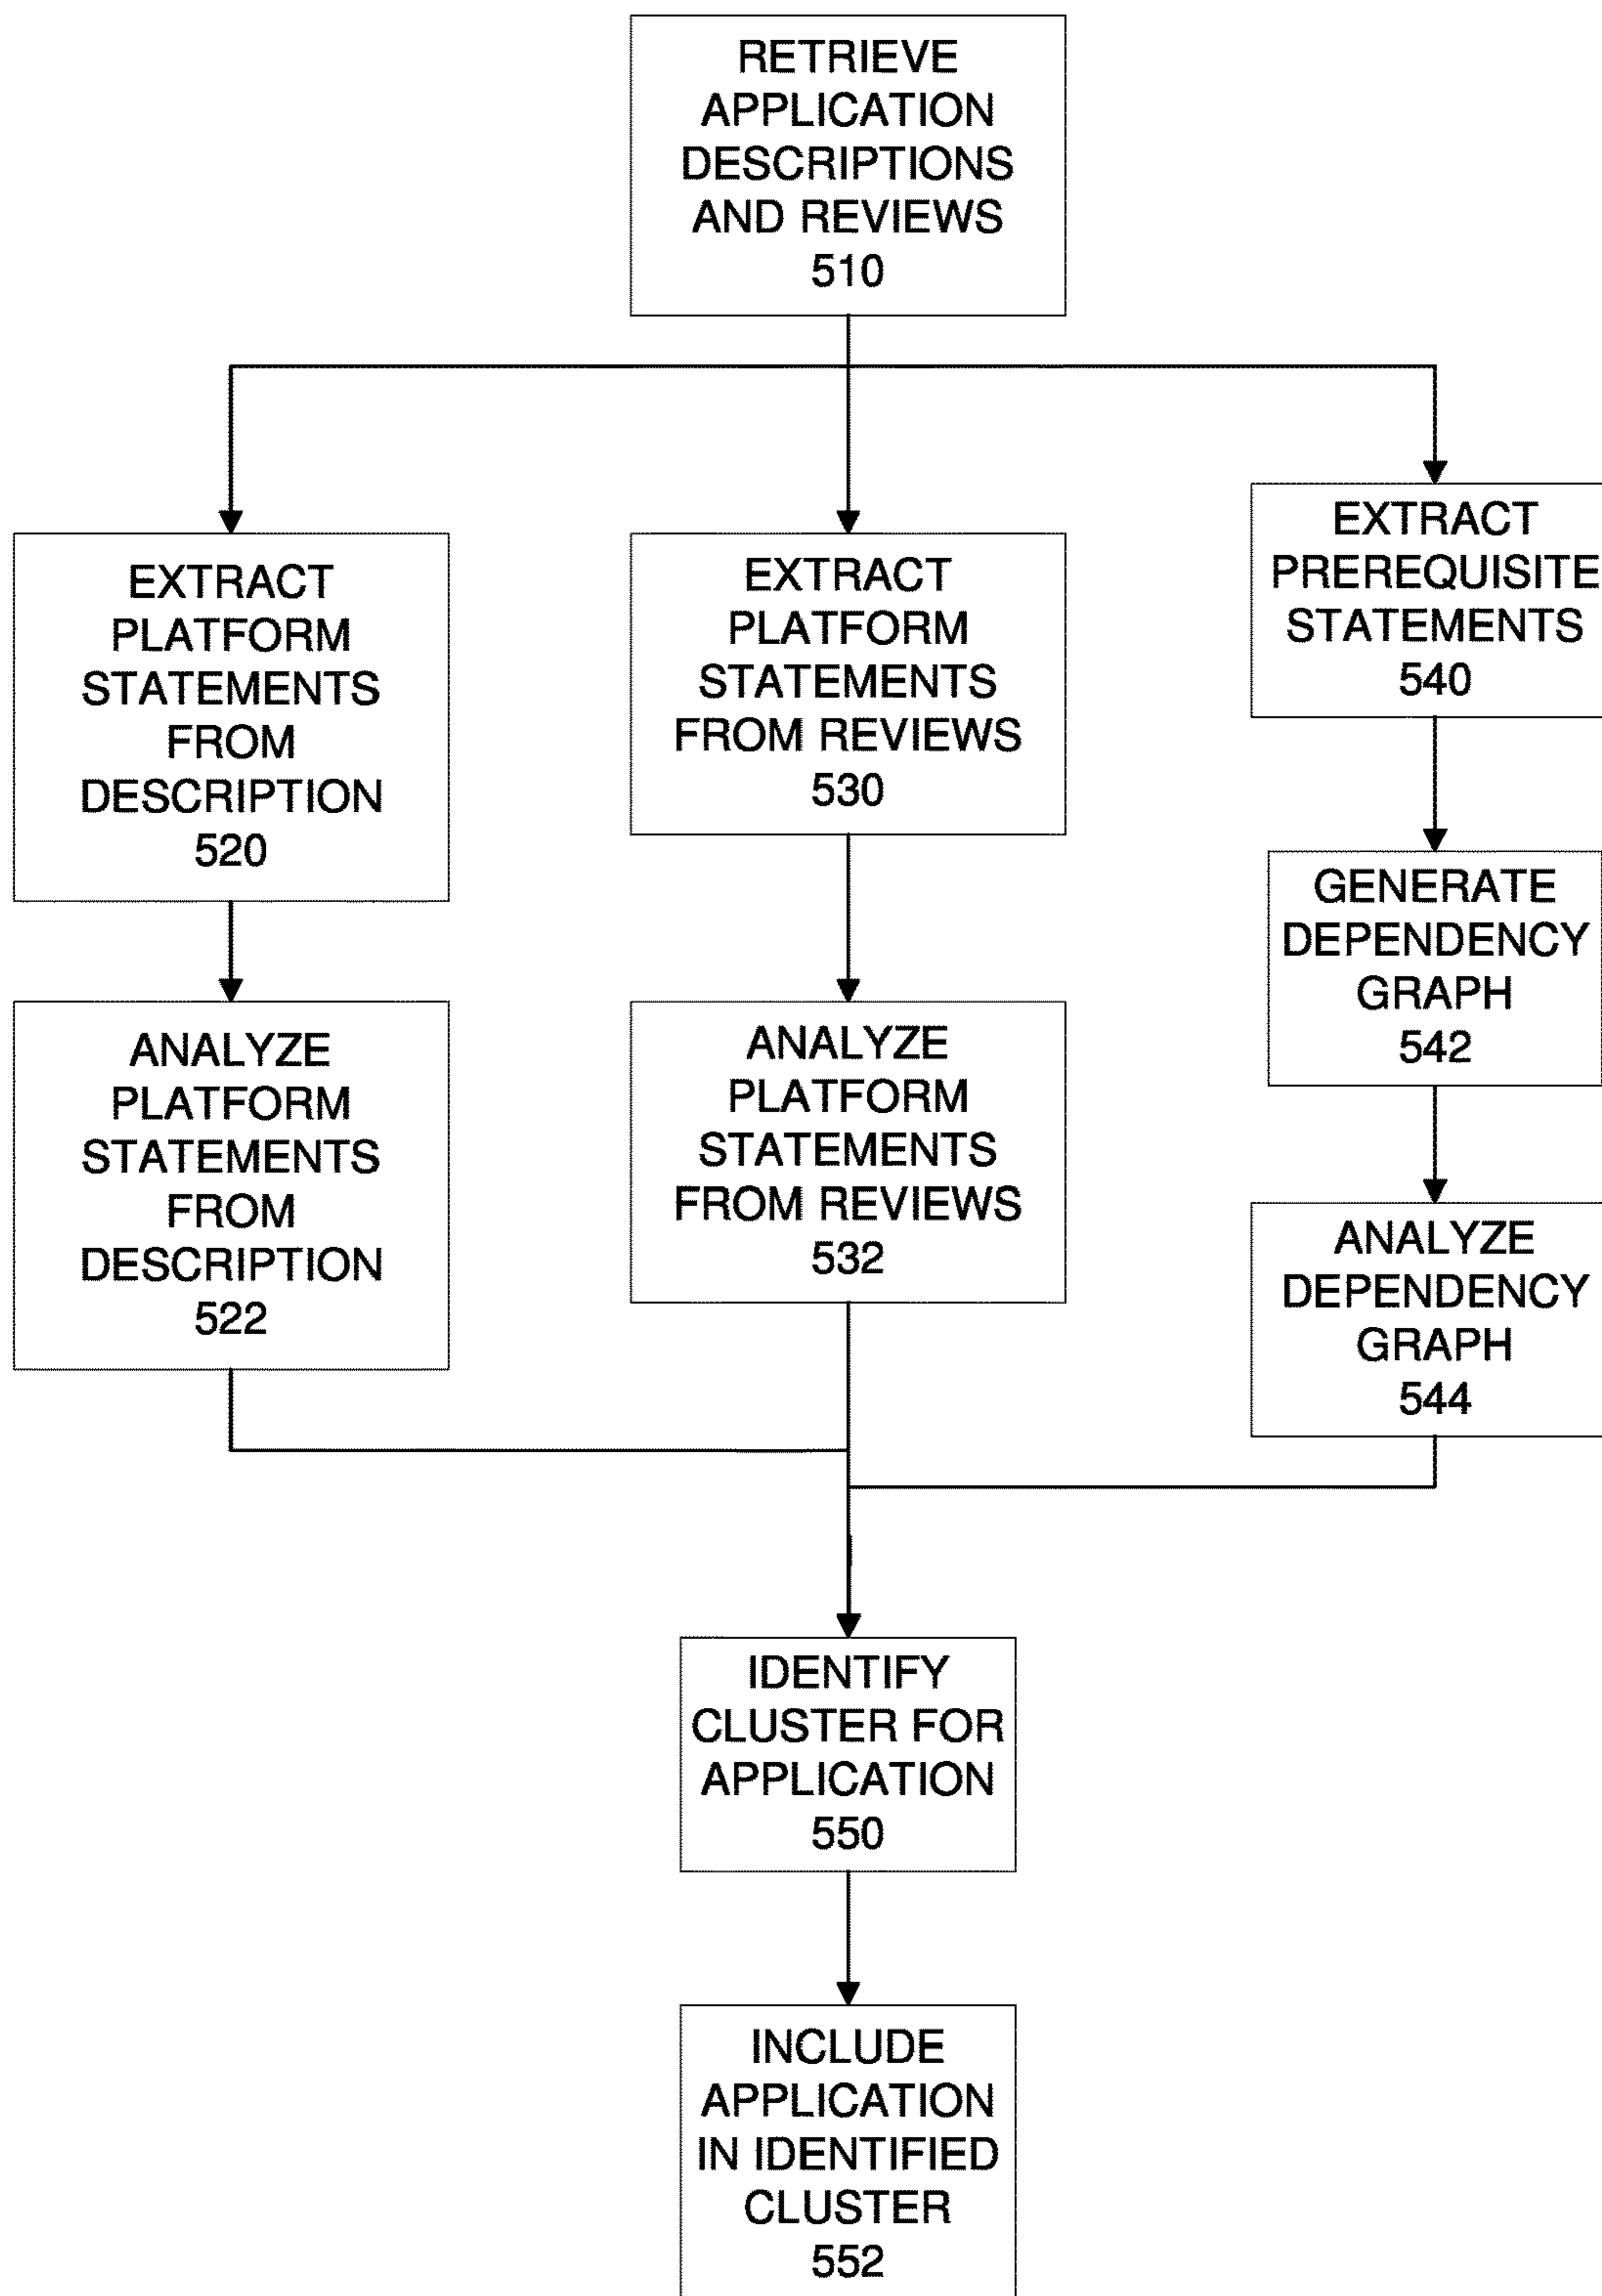 RETRIEVE
APPLICATION
DESCRIPTIONS
AND REVIEWS
510
EXTRACT
PLATFORM
STATEMENTS
FROM
DESCRIPTION
520
EXTRACT
PLATFORM
STATEMENTS
FROM REVIEWS
530
EXTRACT
PREREQUISITE
STATEMENTS
540
GENERATE
DEPENDENCY
GRAPH
542
ANALYZE
PLATFORM
STATEMENTS
FROM
DESCRIPTION
522
ANALYZE
PLATFORM
STATEMENTS
FROM REVIEWS
532
ANALYZE
DEPENDENCY
GRAPH
544
IDENTIFY
CLUSTER FOR
APPLICATION
550
INCLUDE
APPLICATION
IN IDENTIFIED
CLUSTER
552